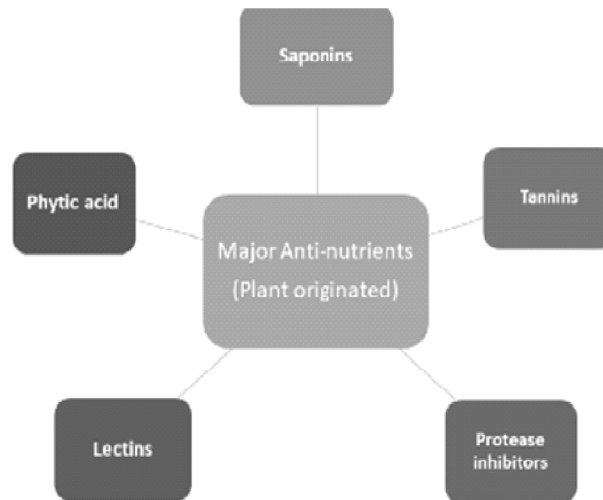 Saponins
Phytic acid
Tannins
Major Anti-nutrients
(Plant originated)
Lectins
Protease
inhibitors